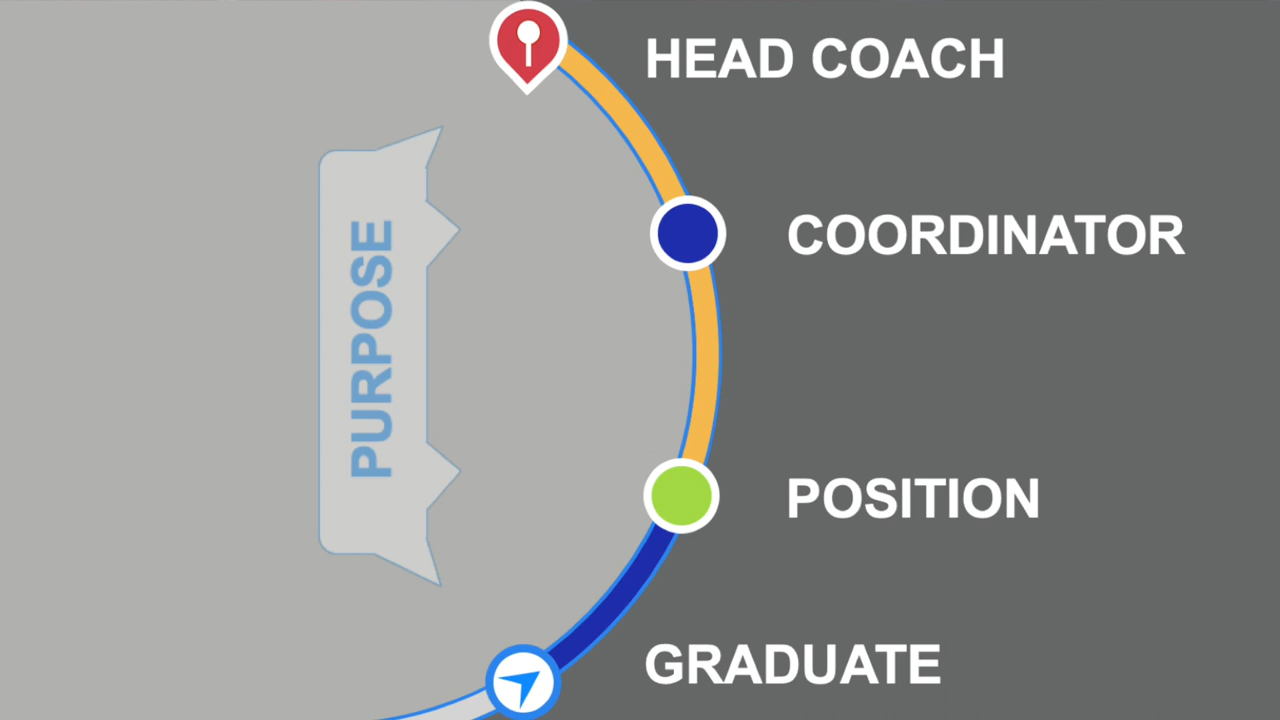 HEAD COACH
COORDINATOR
PURPOSE
POSITION
GRADUATE